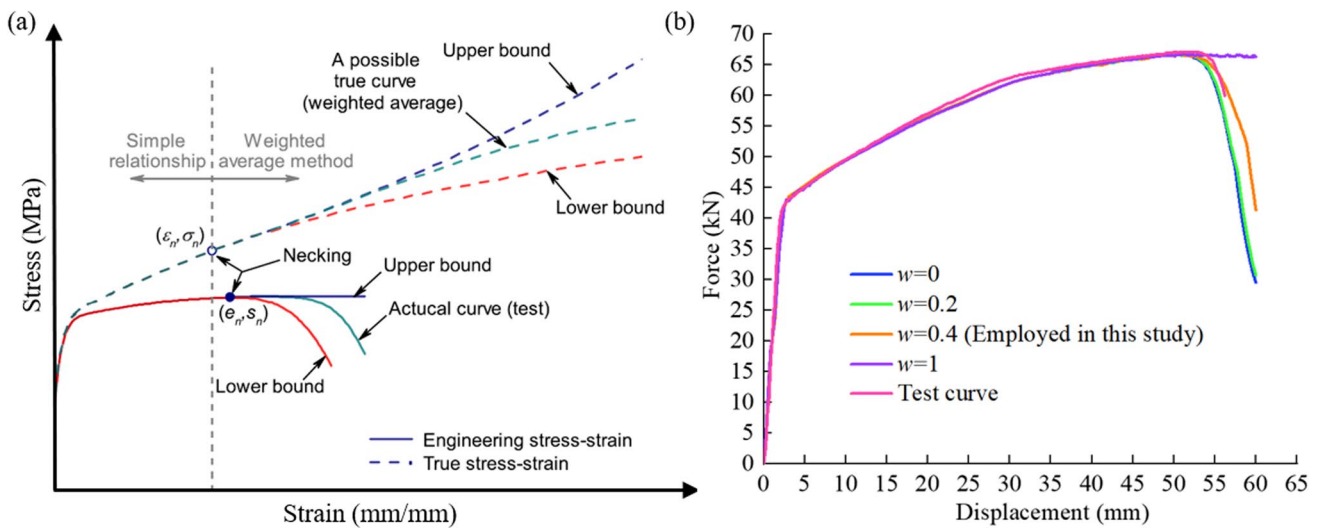 (a)
Upper bound
A possible
true curve
(weighted average)
Simple
relationship
Weighted
average method
Lower bound
(εn,σn)
Necking
Upper bound
(en,sn)
Actucal curve (test)
Lower bound
Engineering stress-strain
True stress-strain
Stress (MPa)
Strain (mm/mm)
(b)
70
65
60
55
50
45
40
35
30
25
20
15
10
5
0
Force (kN)
w=0
w=0.2
w=0.4 (Employed in this study)
w=1
Test curve
0 5 10 15 20 25 30 35 40 45 50 55 60 65
Displacement (mm)